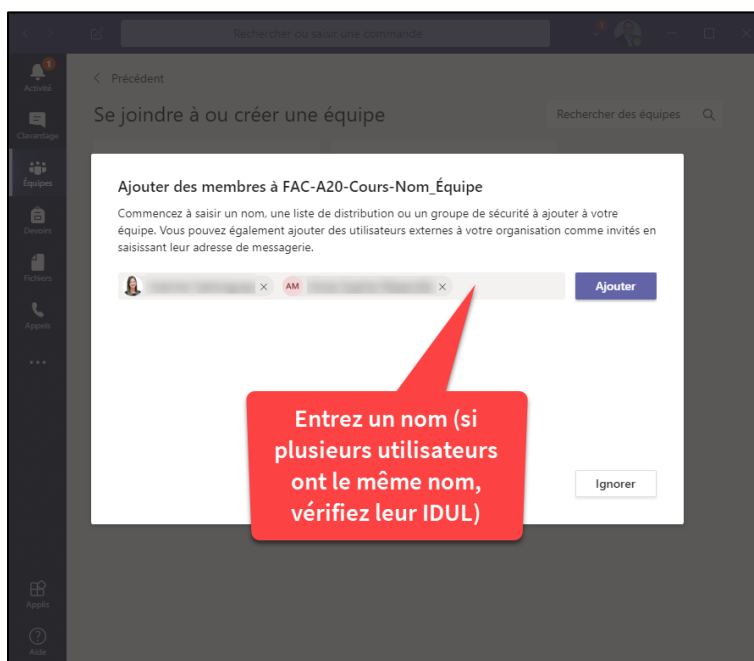 Rechercher ou saisir une commande
1
1
Activité
Clavardage
Équipes
Devoirs
Fichiers
Appels
Applis
Aide
< Précédent
Se joindre à ou créer une équipe
Rechercher des équipes
Ajouter des membres à FAC-A20-Cours-Nom_Équipe
Commencez à saisir un nom, une liste de distribution ou un groupe de sécurité à ajouter à votre
équipe. Vous pouvez également ajouter des utilisateurs externes à votre organisation comme invités en
saisissant leur adresse de messagerie.
AM
Ajouter
Entrez un nom (si
plusieurs utilisateurs
ont le même nom,
vérifiez leur IDUL)
Ignorer